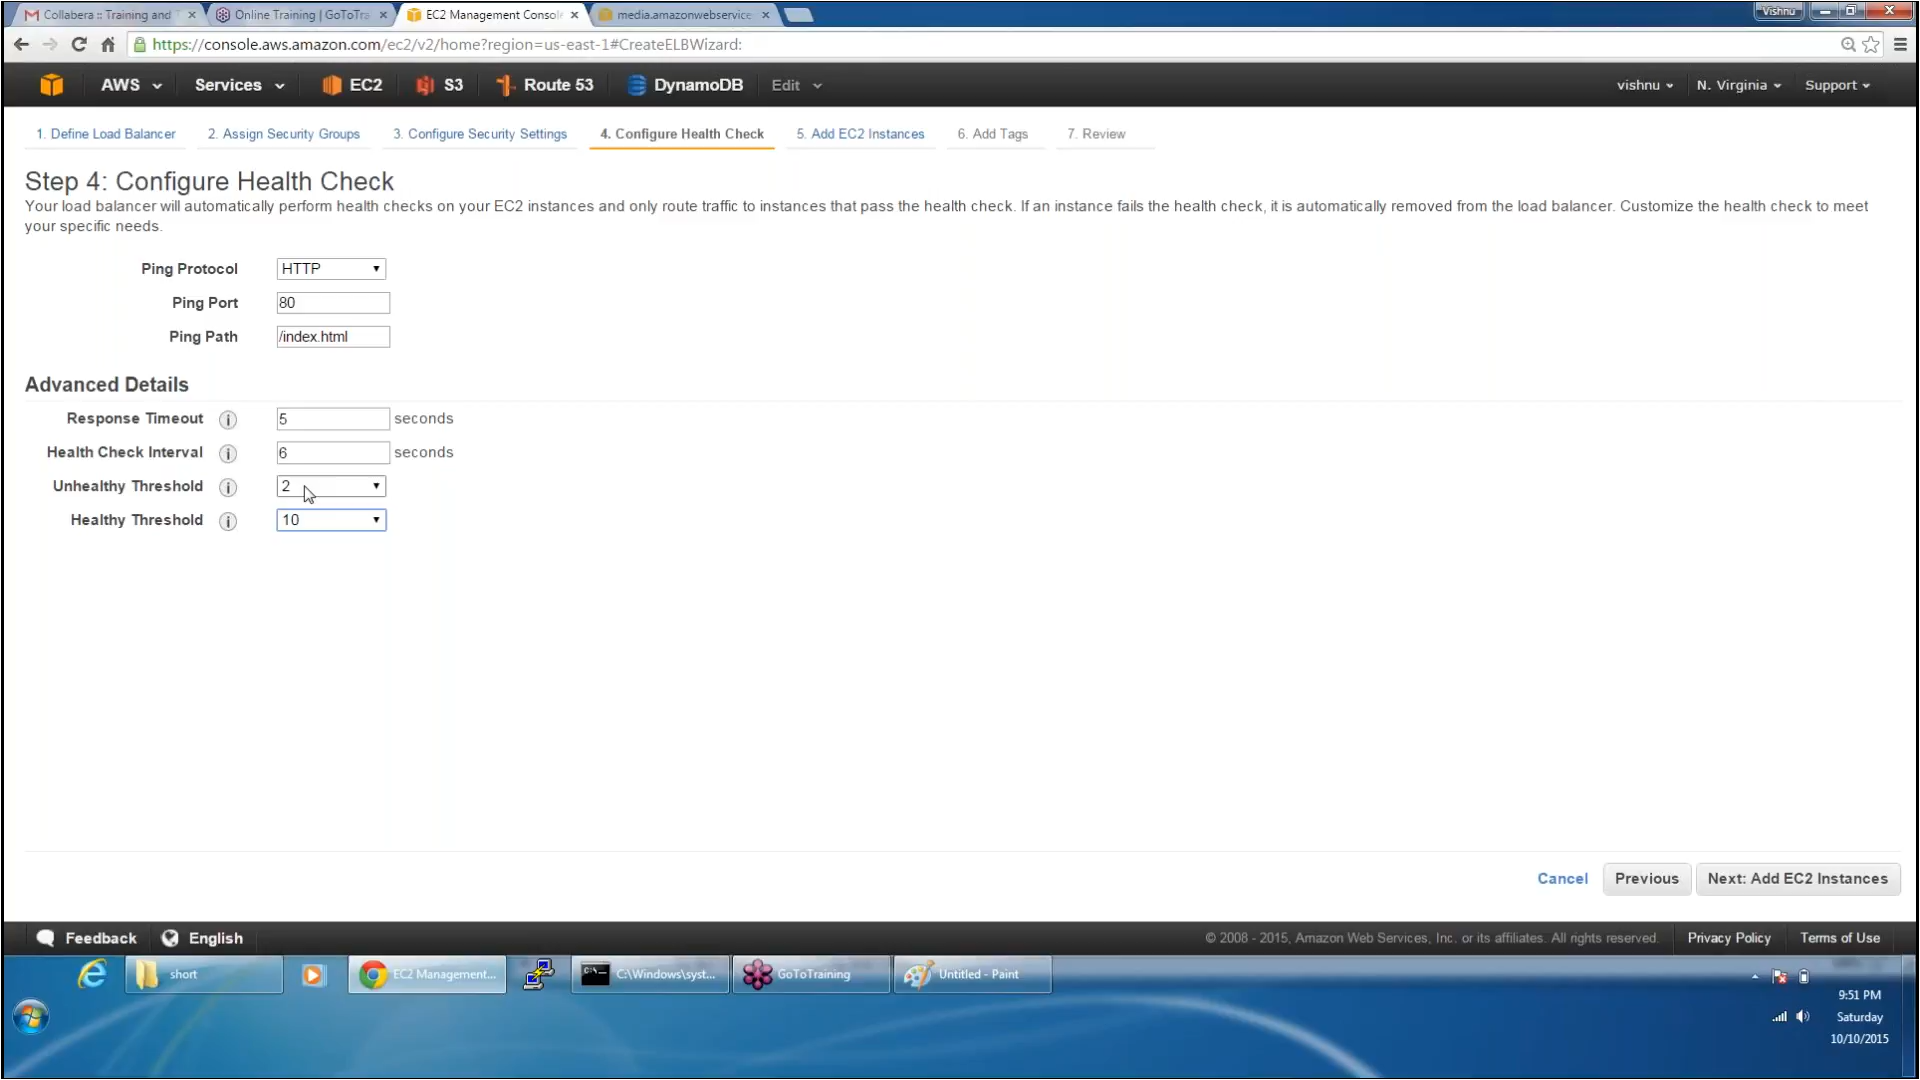 Collabera :: Training and T
Online Training | GoToTra
EC2 Management Consol
media.amazonwebservice
Vishnu
https://console.aws.amazon.com/ec2/v2/home?region=us-east-1#CreateELBWizard:
AWS
Services
EC2
S3
Route 53
DynamoDB
Edit
vishnu
N. Virginia
Support
1. Define Load Balancer
2. Assign Security Groups
3. Configure Security Settings
4. Configure Health Check
5. Add EC2 Instances
6. Add Tags
7. Review
Step 4: Configure Health Check
Your load balancer will automatically perform health checks on your EC2 instances and only route traffic to instances that pass the health check. If an instance fails the health check, it is automatically removed from the load balancer. Customize the health check to meet
your specific needs.
Ping Protocol HTTP
Ping Port 80
Ping Path /index.html
Advanced Details
Response Timeout i 5 seconds
Health Check Interval i 6 seconds
Unhealthy Threshold i 2
Healthy Threshold i 10
Cancel
Previous
Next: Add EC2 Instances
Feedback
English
© 2008 - 2015, Amazon Web Services, Inc. or its affiliates. All rights reserved.
Privacy Policy
Terms of Use
short
EC2 Management...
C:\Windows\syst...
GoToTraining
Untitled - Paint
9:51 PM
Saturday
10/10/2015